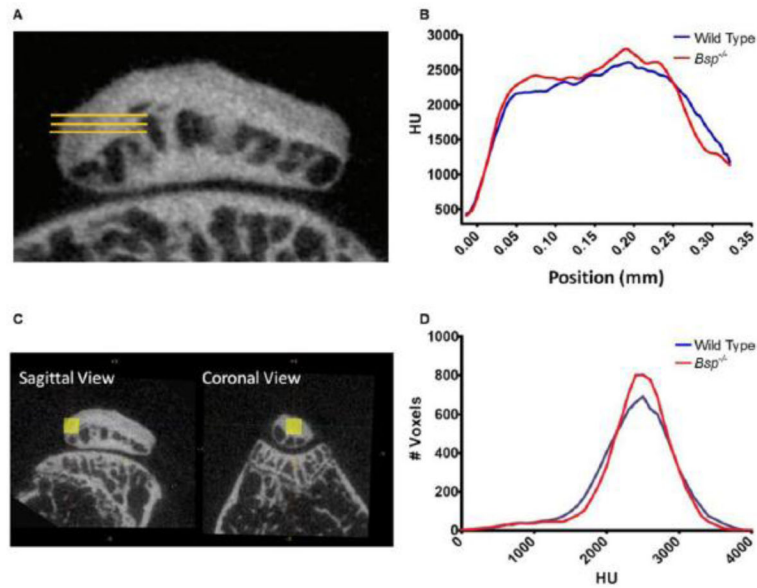 A
B
3000
2500
2000
1500
1000
500
HU
Wild Type
Bsp-/-
0.00
0.05
0.10
0.15
0.20
0.25
0.30
0.35
Position (mm)
C
Sagittal View
Coronal View
D
1000
800
600
400
200
0
# Voxels
Wild Type
Bsp-/-
0
1000
2000
3000
4000
HU